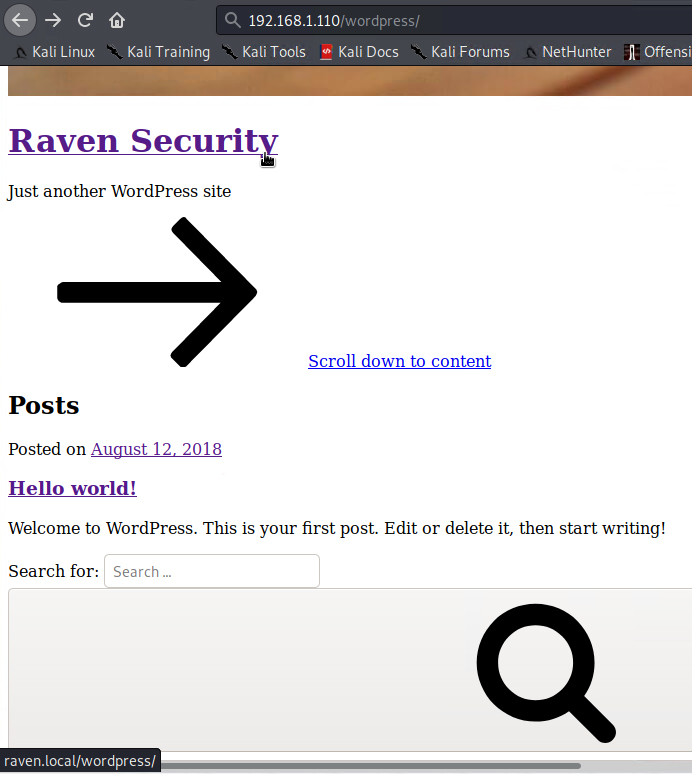 192.168.1.110/wordpress/
Kali Linux Kali Training Kali Tools Kali Docs Kali Forums NetHunter Offensi
Raven Security
Just another WordPress site
Scroll down to content
Posts
Posted on August 12, 2018
Hello world!
Welcome to WordPress. This is your first post. Edit or delete it, then start writing!
Search for: Search ...
raven.local/wordpress/